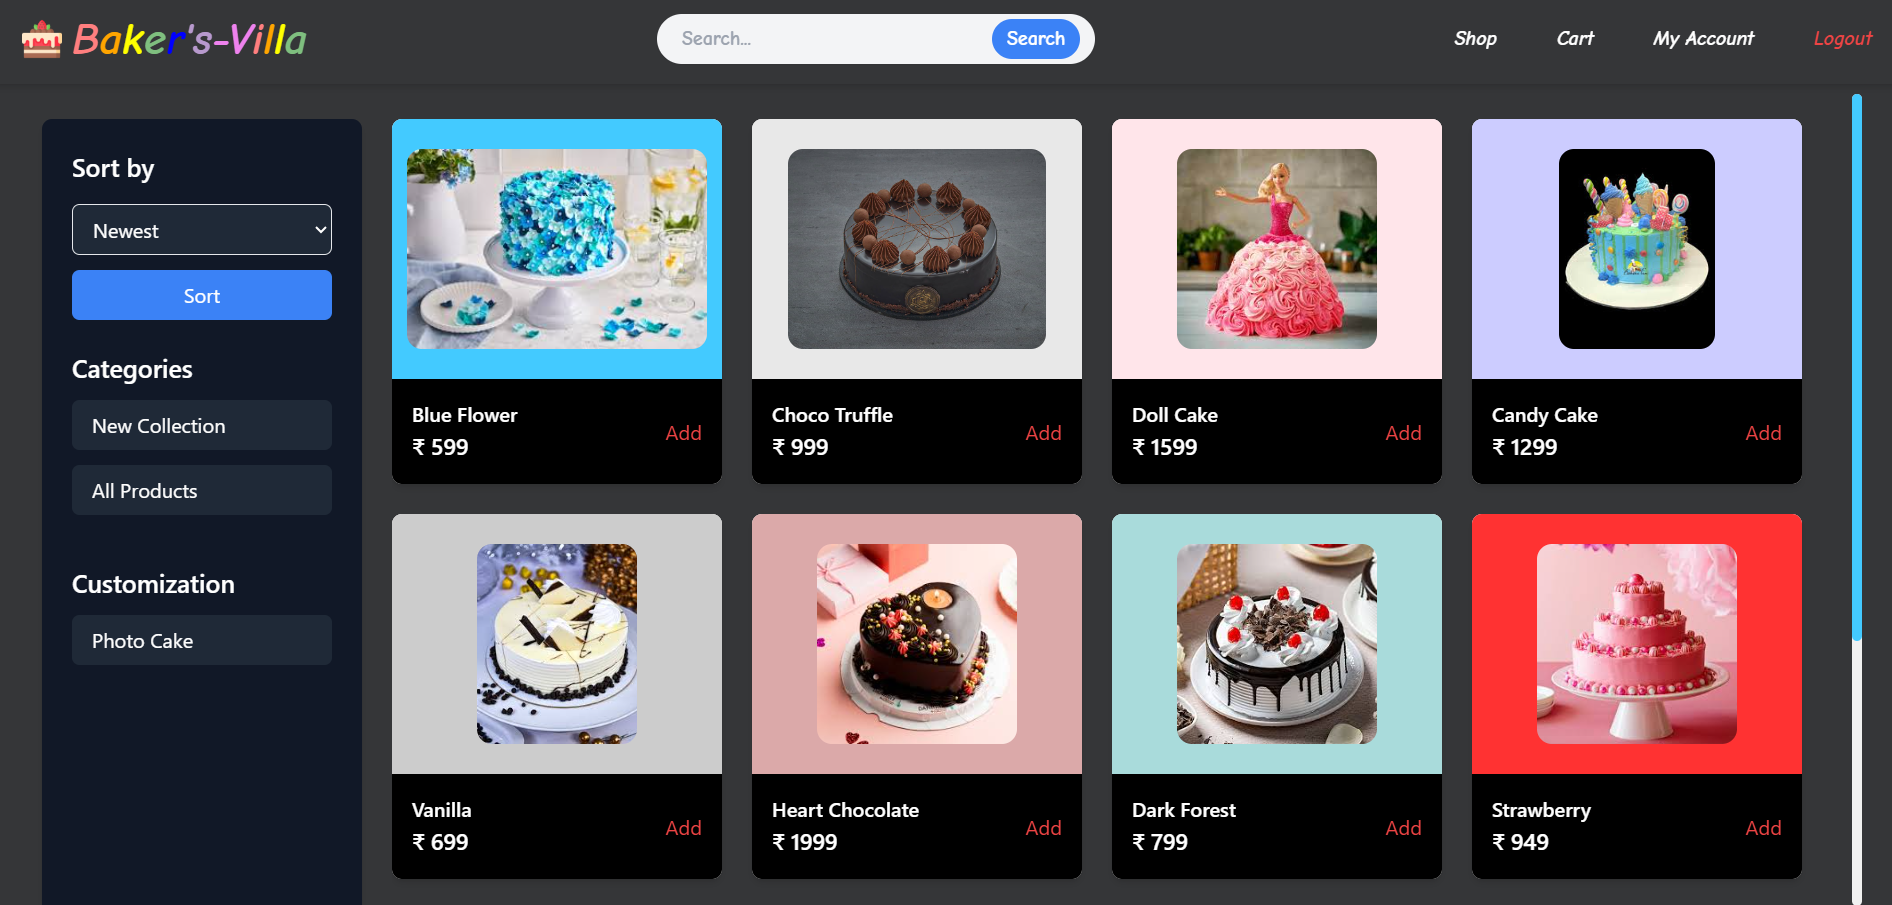 Baker's-Villa
Search...
Search
Shop
Cart
My Account
Logout
Sort by
Newest
Sort
Categories
New Collection
All Products
Customization
Photo Cake
Blue Flower
₹ 599
Add
Choco Truffle
₹ 999
Add
Doll Cake
₹ 1599
Add
Candy Cake
₹ 1299
Add
Vanilla
₹ 699
Add
Heart Chocolate
₹ 1999
Add
Dark Forest
₹ 799
Add
Strawberry
₹ 949
Add